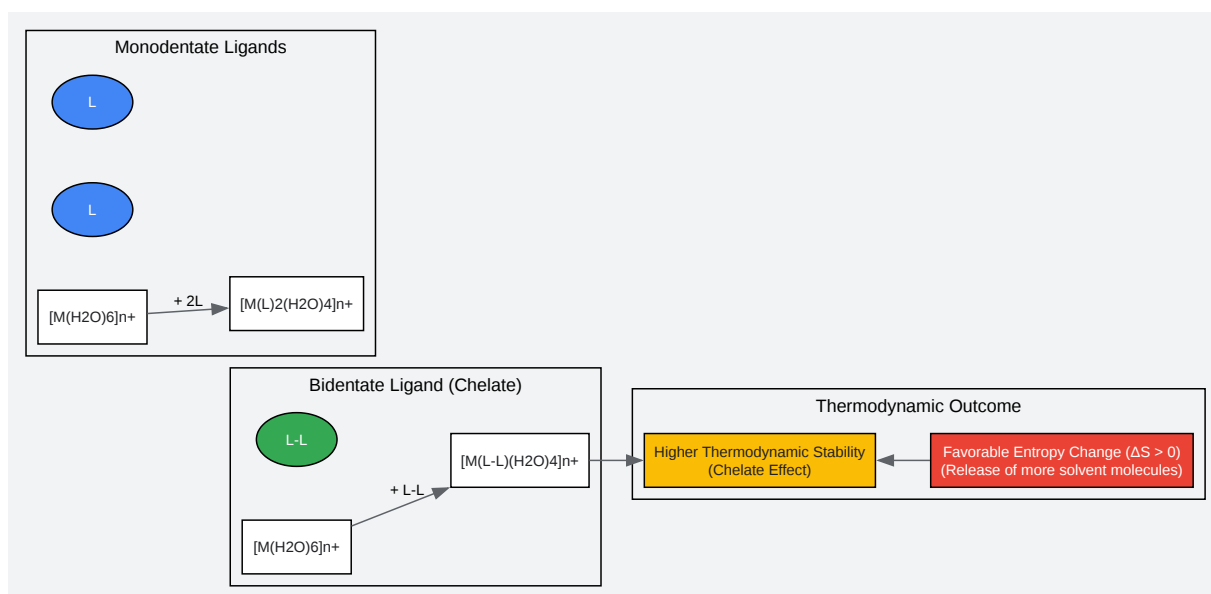 Monodentate Ligands
L
L
[M(H2O)6]n+
+ 2L
[M(L)2(H2O)4]n+
Bidentate Ligand (Chelate)
L-L
[M(H2O)6]n+
+ L-L
[M(L-L)(H2O)4]n+
Thermodynamic Outcome
Higher Thermodynamic Stability
(Chelate Effect)
Favorable Entropy Change (ΔS > 0)
(Release of more solvent molecules)